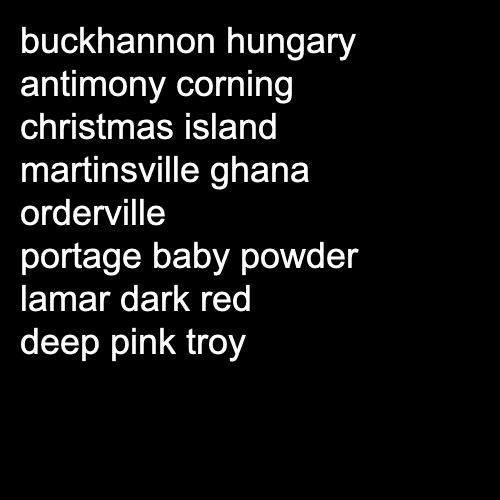 buckhannon hungary
antimony corning
christmas island
martinsville ghana
orderville
portage baby powder
lamar dark red
deep pink troy